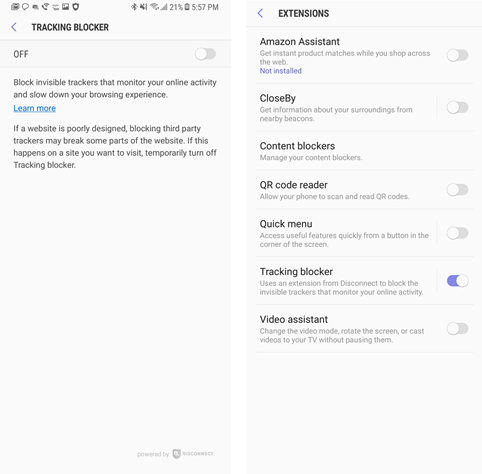 21% 5:57 PM
TRACKING BLOCKER
OFF
Block invisible trackers that monitor your online activity
and slow down your browsing experience.
Learn more
If a website is poorly designed, blocking third party
trackers may break some parts of the website. If this
happens on a site you want to visit, temporarily turn off
Tracking blocker.
powered by DISCONNECT.
EXTENSIONS
Amazon Assistant
Get instant product matches while you shop across
the web.
Not installed
CloseBy
Get information about your surroundings from
nearby beacons.
Content blockers
Manage your content blockers.
QR code reader
Allow your phone to scan and read QR codes.
Quick menu
Access useful features quickly from a button in the
corner of the screen.
Tracking blocker
Uses an extension from Disconnect to block the
invisible trackers that monitor your online activity.
Video assistant
Change the video mode, rotate the screen, or cast
videos to your TV without pausing them.